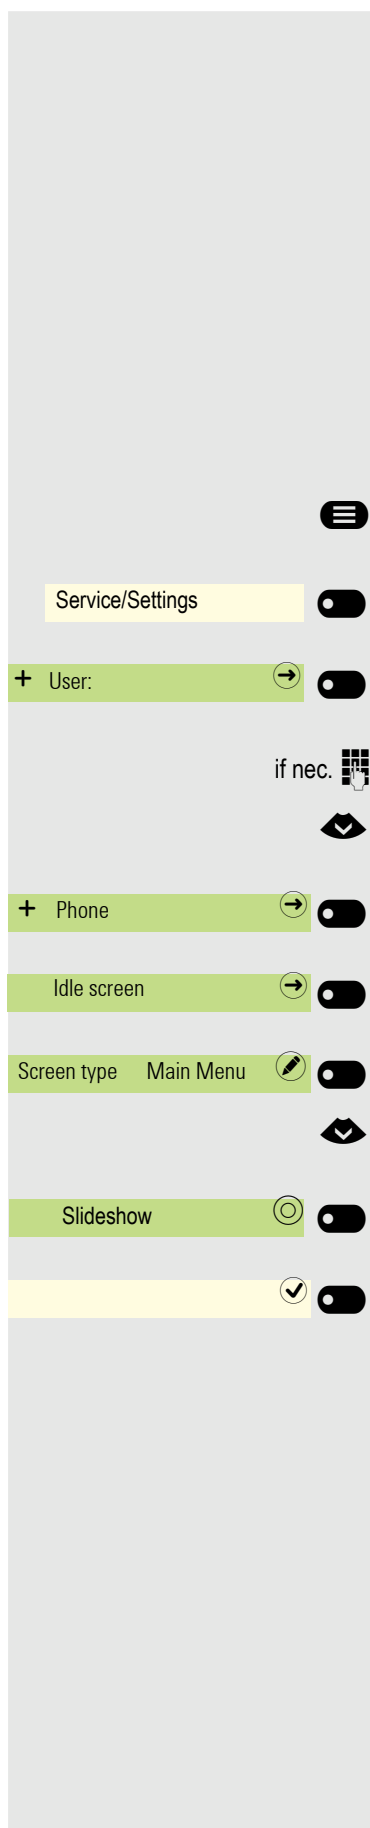 Service/Settings
+ User:
if nec.
+ Phone
Idle screen
Screen type Main Menu
Slideshow